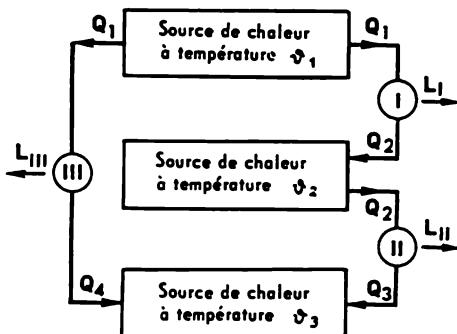 Q1
Source de chaleur
à température ϑ1
Q1
I
LI
Q2
LIII
III
Source de chaleur
à température ϑ2
Q2
II
LII
Q4
Source de chaleur
à température ϑ3
Q3